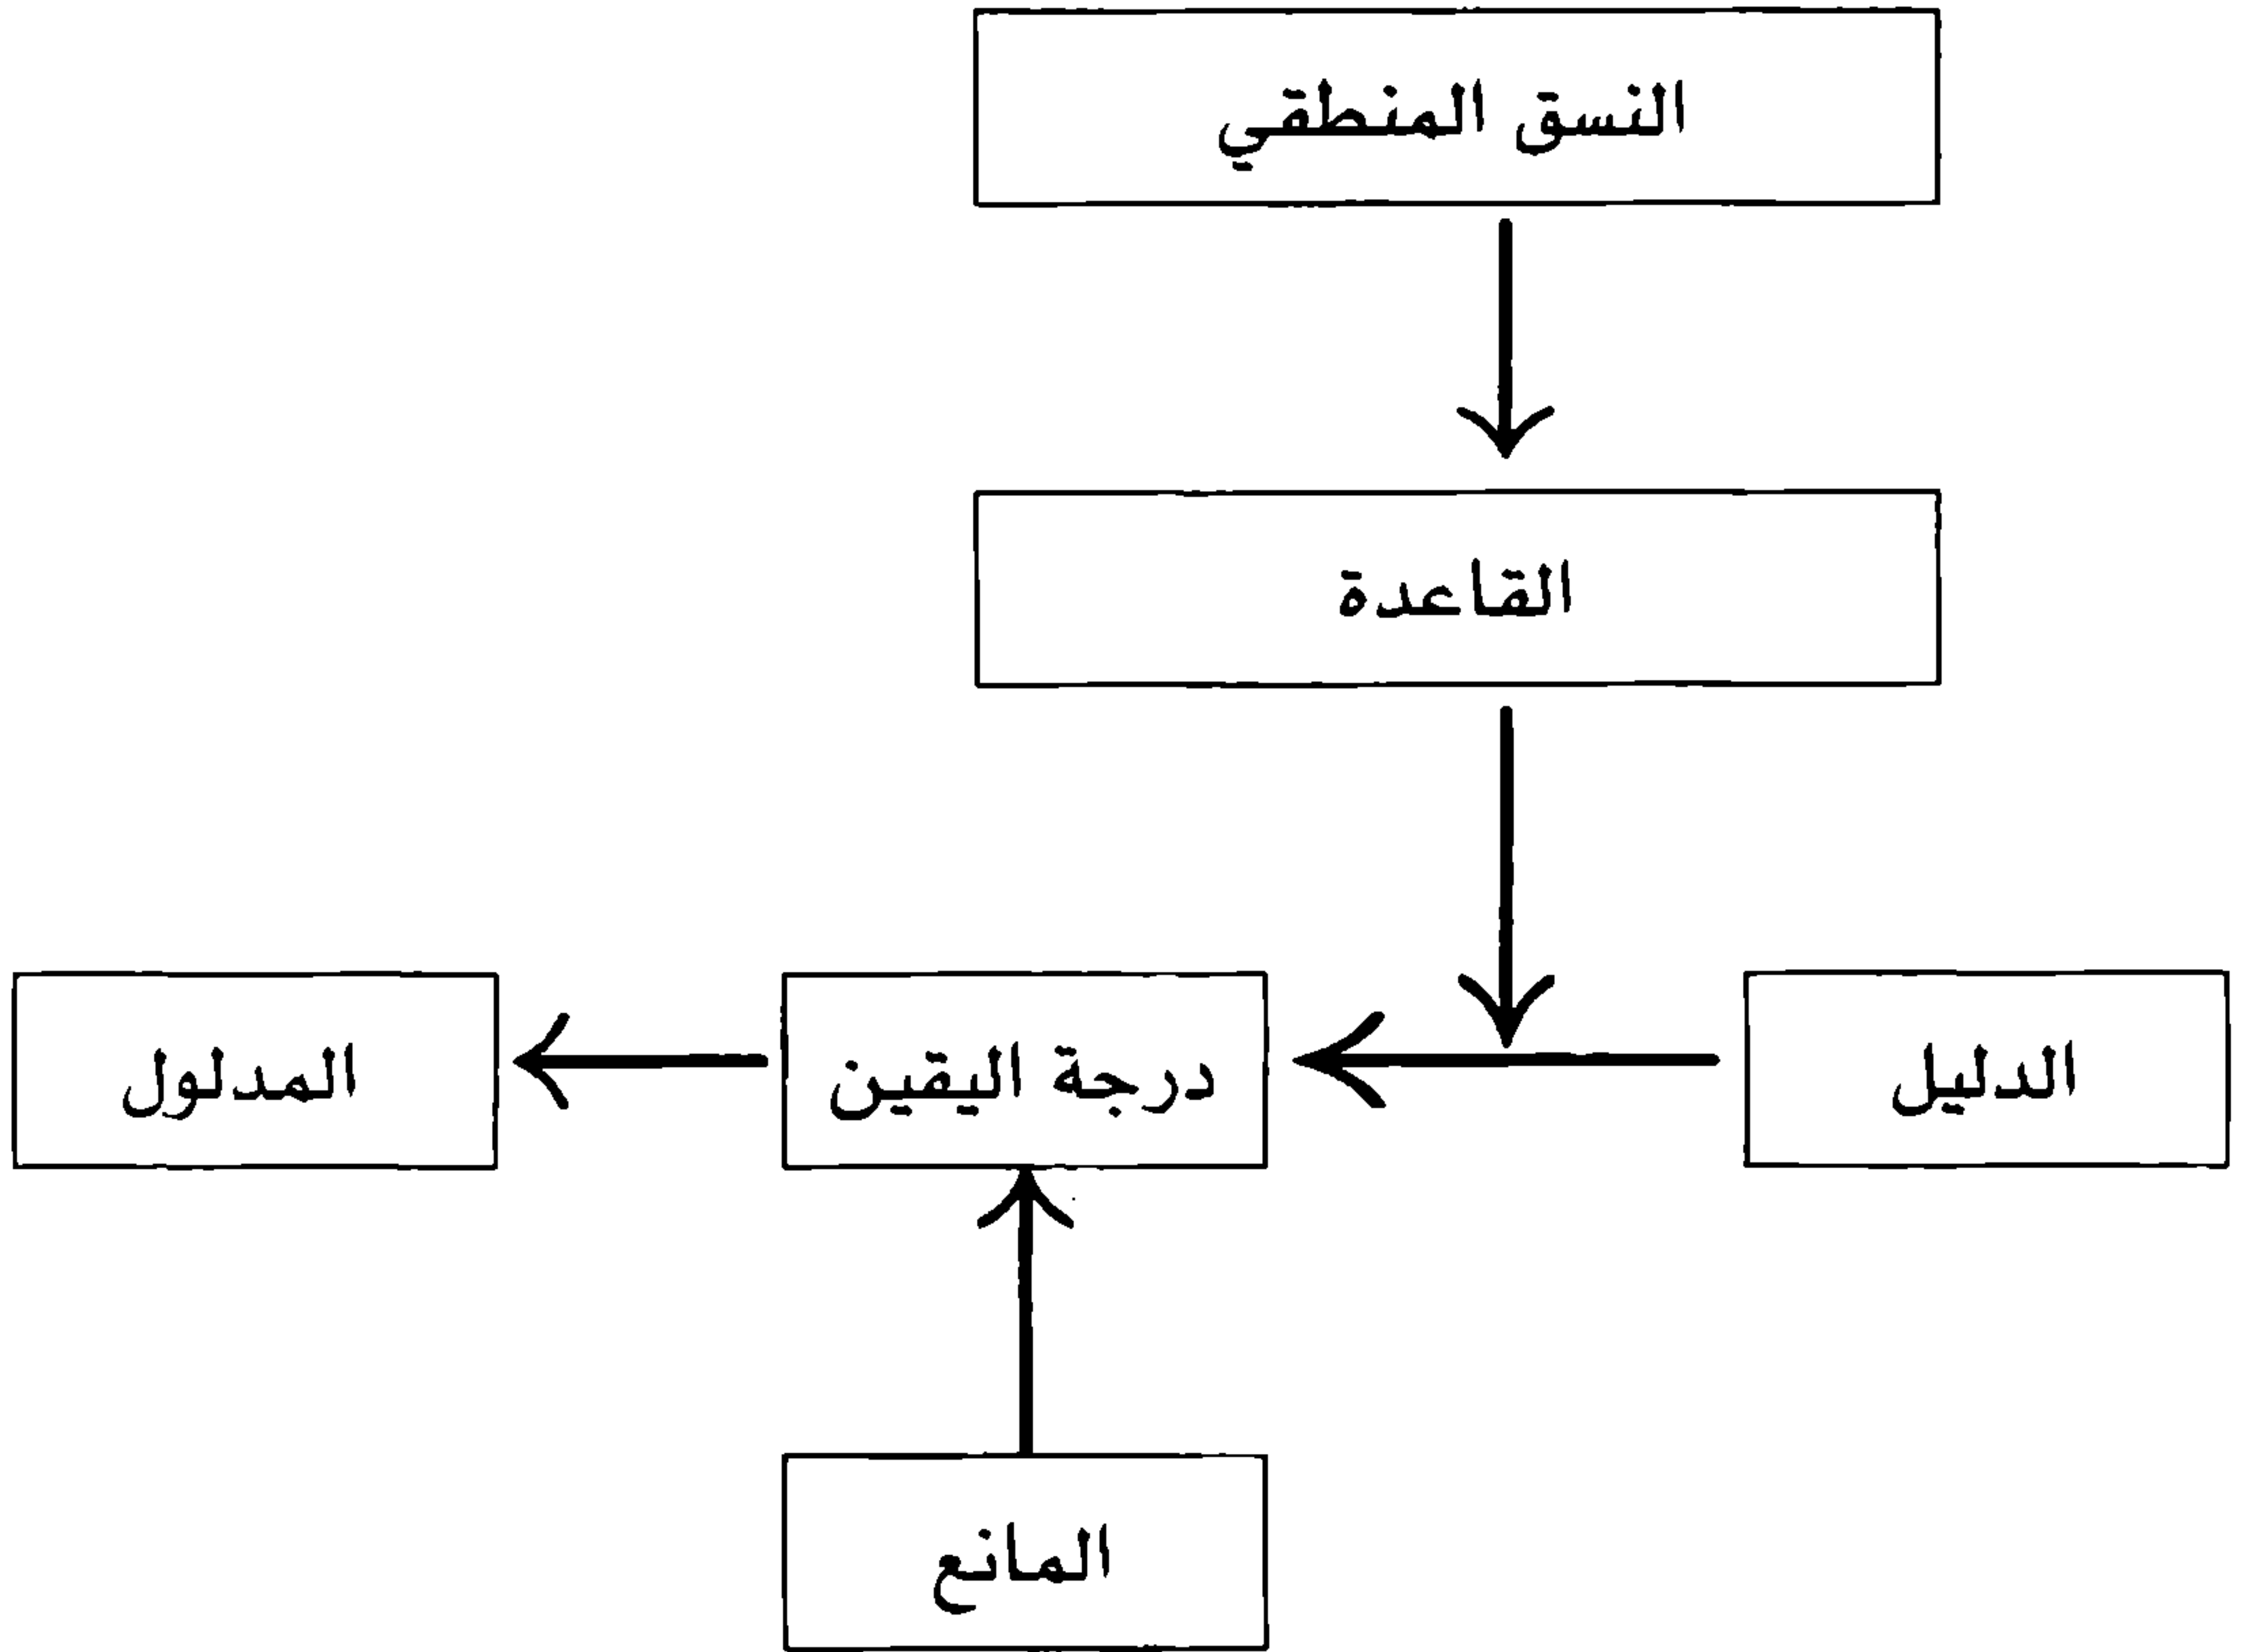 النسق المنطقي
القاعدة
الدليل
درجة اليقين
المدلول
المانع